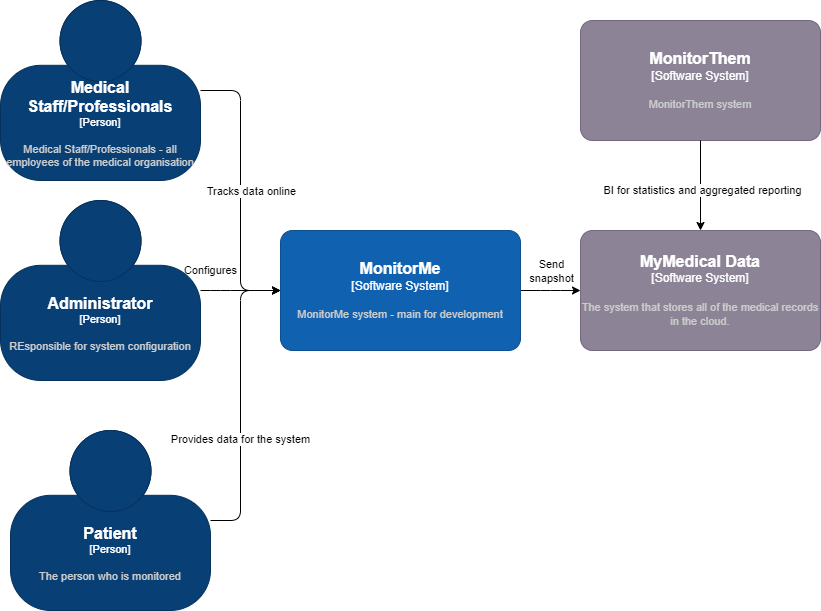 Medical
Staff/Professionals
[Person]
Medical Staff/Professionals - all
employees of the medical organisation
Tracks data online
MonitorThem
[Software System]
MonitorThem system
BI for statistics and aggregated reporting
Configures
Administrator
[Person]
REsponsible for system configuration
MonitorMe
[Software System]
MonitorMe system - main for development
Send
snapshot
MyMedical Data
[Software System]
The system that stores all of the medical records
in the cloud.
Provides data for the system
Patient
[Person]
The person who is monitored